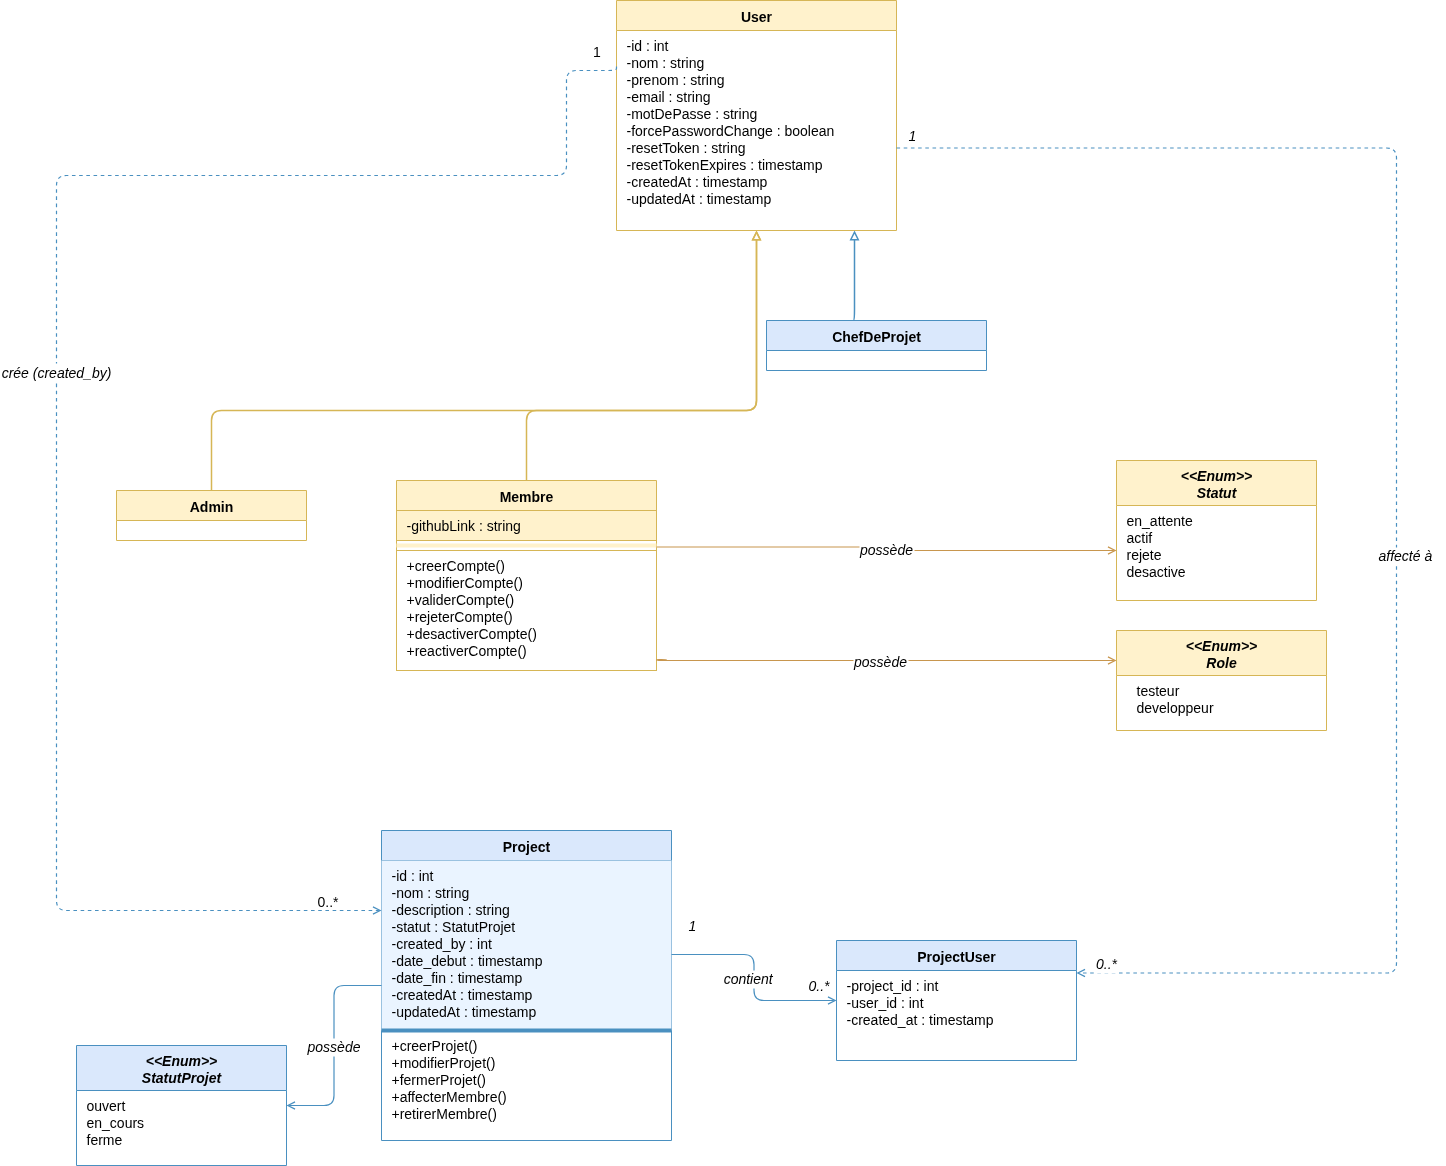 User
-id : int
-nom : string
-prenom : string
-email : string
-motDePasse : string
-forcePasswordChange : boolean
-resetToken : string
-resetTokenExpires : timestamp
-createdAt : timestamp
-updatedAt : timestamp
1
1
ChefDeProjet
crée (created_by)
Admin
Membre
-githubLink : string
+creerCompte()
+modifierCompte()
+validerCompte()
+rejeterCompte()
+desactiverCompte()
+reactiverCompte()
possède
possède
<<Enum>>
Statut
en_attente
actif
rejete
desactive
affecté à
<<Enum>>
Role
testeur
developpeur
Project
-id : int
-nom : string
-description : string
-statut : StatutProjet
-created_by : int
-date_debut : timestamp
-date_fin : timestamp
-createdAt : timestamp
-updatedAt : timestamp
+creerProjet()
+modifierProjet()
+fermerProjet()
+affecterMembre()
+retirerMembre()
0..*
1
contient
0..*
ProjectUser
-project_id : int
-user_id : int
-created_at : timestamp
0..*
possède
<<Enum>>
StatutProjet
ouvert
en_cours
ferme